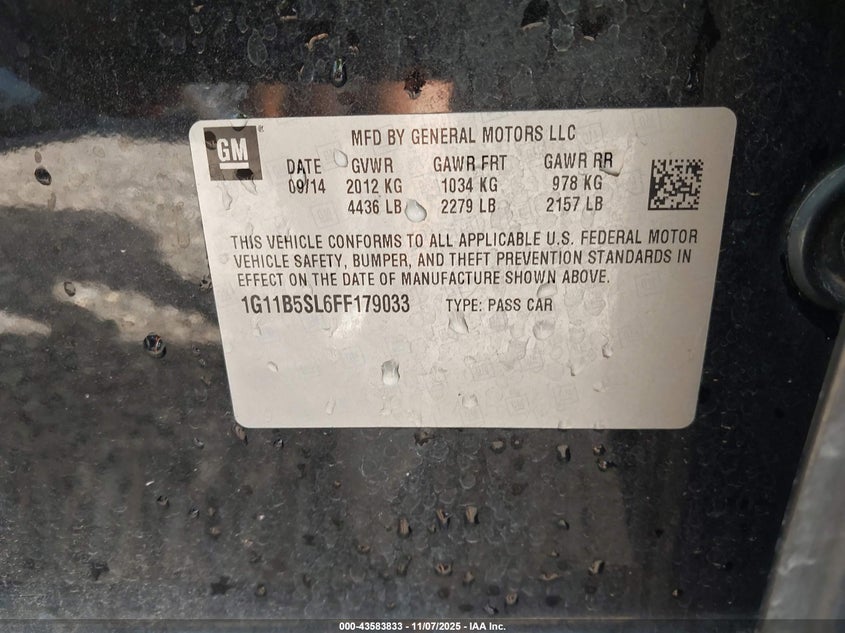 MFD BY GENERAL MOTORS LLC
GM
DATE GVWR GAWR FRT GAWR RR
09/14 2012 KG 1034 KG 978 KG
4436 LB 2279 LB 2157 LB
THIS VEHICLE CONFORMS TO ALL APPLICABLE U.S. FEDERAL MOTOR
VEHICLE SAFETY, BUMPER, AND THEFT PREVENTION STANDARDS IN
EFFECT ON THE DATE OF MANUFACTURE SHOWN ABOVE.
1G11B5SL6FF179033 TYPE: PASS CAR
000-43583833 - 11/07/2025 - IAA Inc.